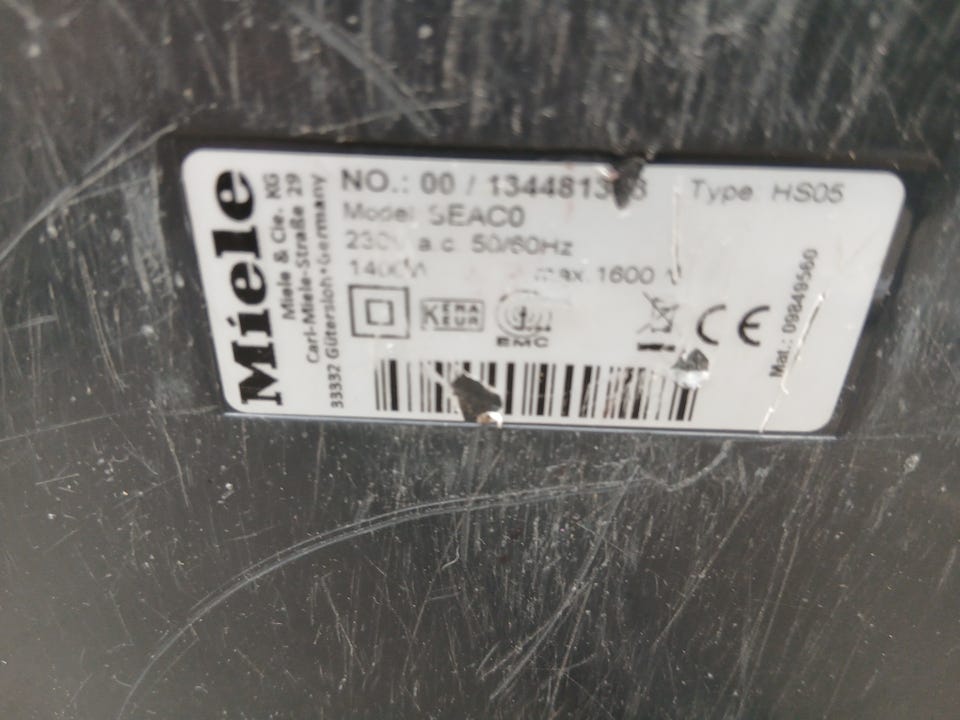 Miele
Miele & Cie. KG
Carl-Miele-Straße 29
33332 Gütersloh•Germany
NO.: 00 / Type: HS05
Model SEAC0
a.c. 50/60Hz
max. 1600
KEMA
KEUR
EMC
CE
Mat.: 09849560